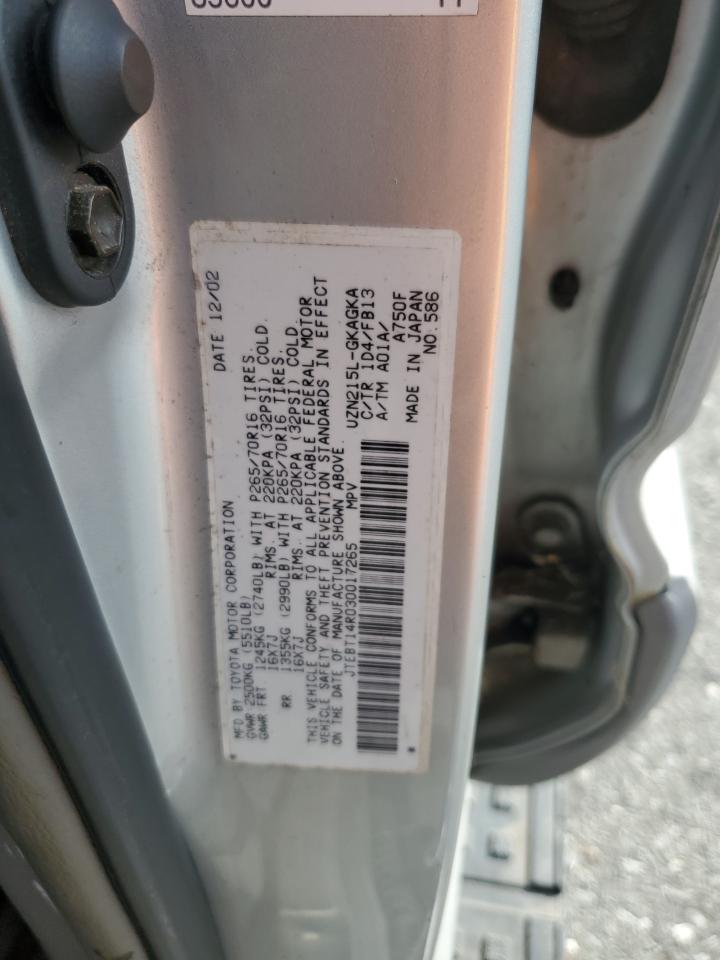 MFD BY TOYOTA MOTOR CORPORATION DATE 12/02
GVWR 2500KG (5510LB)
GAWR FRT 1245KG (2740LB) WITH P265/70R16 TIRES.
16X7J RIMS. AT 220KPA (32PSI) COLD.
RR 1355KG (2990LB) WITH P265/70R16 TIRES.
16X7J RIMS. AT 220KPA (32PSI) COLD.
THIS VEHICLE CONFORMS TO ALL APPLICABLE FEDERAL MOTOR
VEHICLE SAFETY AND THEFT PREVENTION STANDARDS IN EFFECT
ON THE DATE OF MANUFACTURE SHOWN ABOVE.
JTEBT14R030017265 MPV
UZN215L-GKAGKA
C/TR 1D4/FB13
A/TM A01A/
A750F
MADE IN JAPAN
NO.586